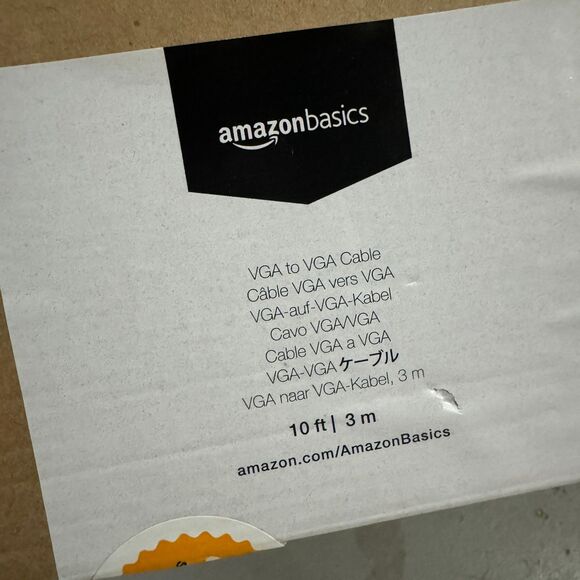 amazonbasics
VGA to VGA Cable
Câble VGA vers VGA
VGA-auf-VGA-Kabel
Cavo VGA/VGA
Cable VGA a VGA
VGA-VGA ケーブル
VGA naar VGA-Kabel, 3 m
10 ft | 3 m
amazon.com/AmazonBasics